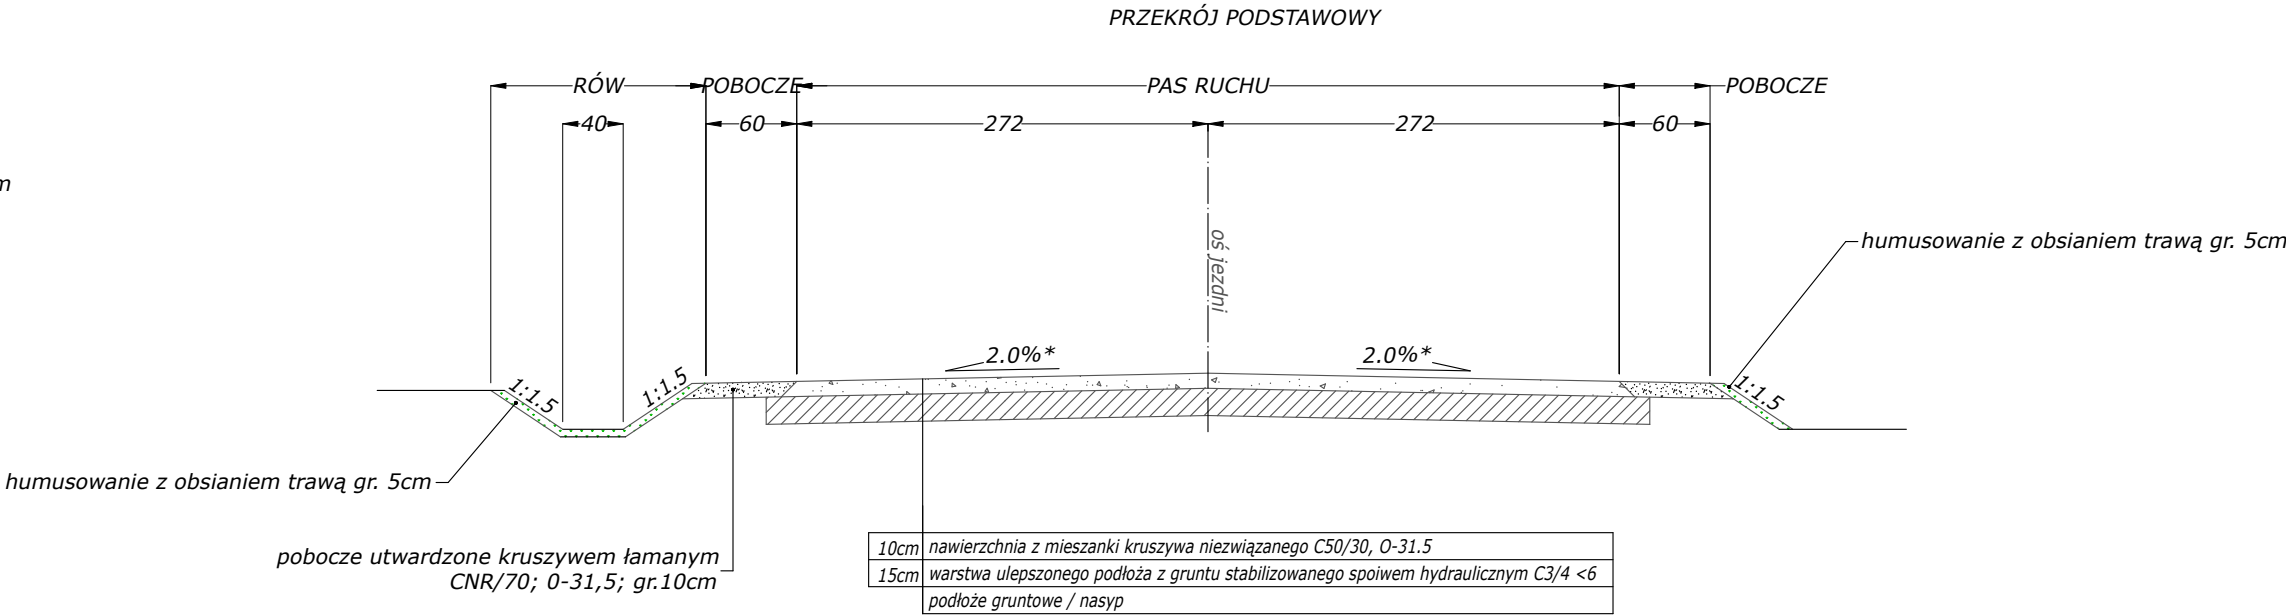 PRZEKRÓJ PODSTAWOWY
RÓW
POBOCZE
PAS RUCHU
POBOCZE
40
60
272
272
60
m
oś jezdni
humusowanie z obsianiem trawą gr. 5cm
2.0%*
2.0%*
1:1.5
1:1.5
1:1.5
humusowanie z obsianiem trawą gr. 5cm
pobocze utwardzone kruszywem łamanym
CNR/70; 0-31,5; gr.10cm
10cm nawierzchnia z mieszanki kruszywa niezwiązanego C50/30, O-31.5
15cm warstwa ulepszonego podłoża z gruntu stabilizowanego spoiwem hydraulicznym C3/4 <6
podłoże gruntowe / nasyp